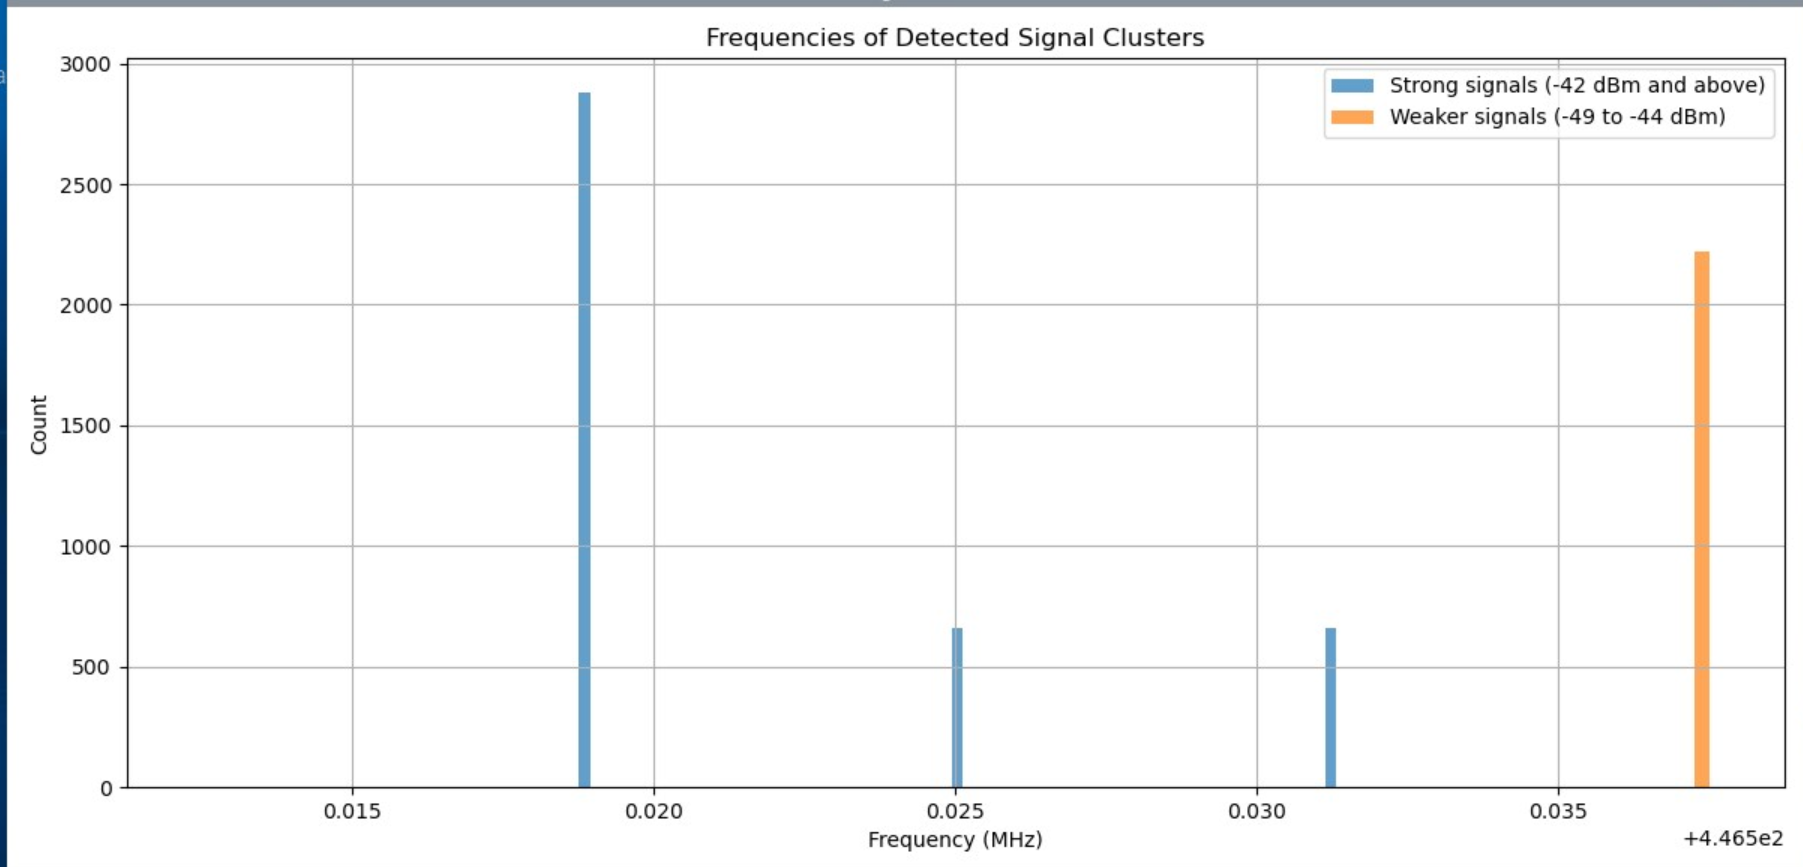 Frequencies of Detected Signal Clusters
Strong signals (-42 dBm and above)
Weaker signals (-49 to -44 dBm)
3000
2500
2000
1500
1000
500
0
Count
0.015 0.020 0.025 0.030 0.035
Frequency (MHz)
+4.465e2